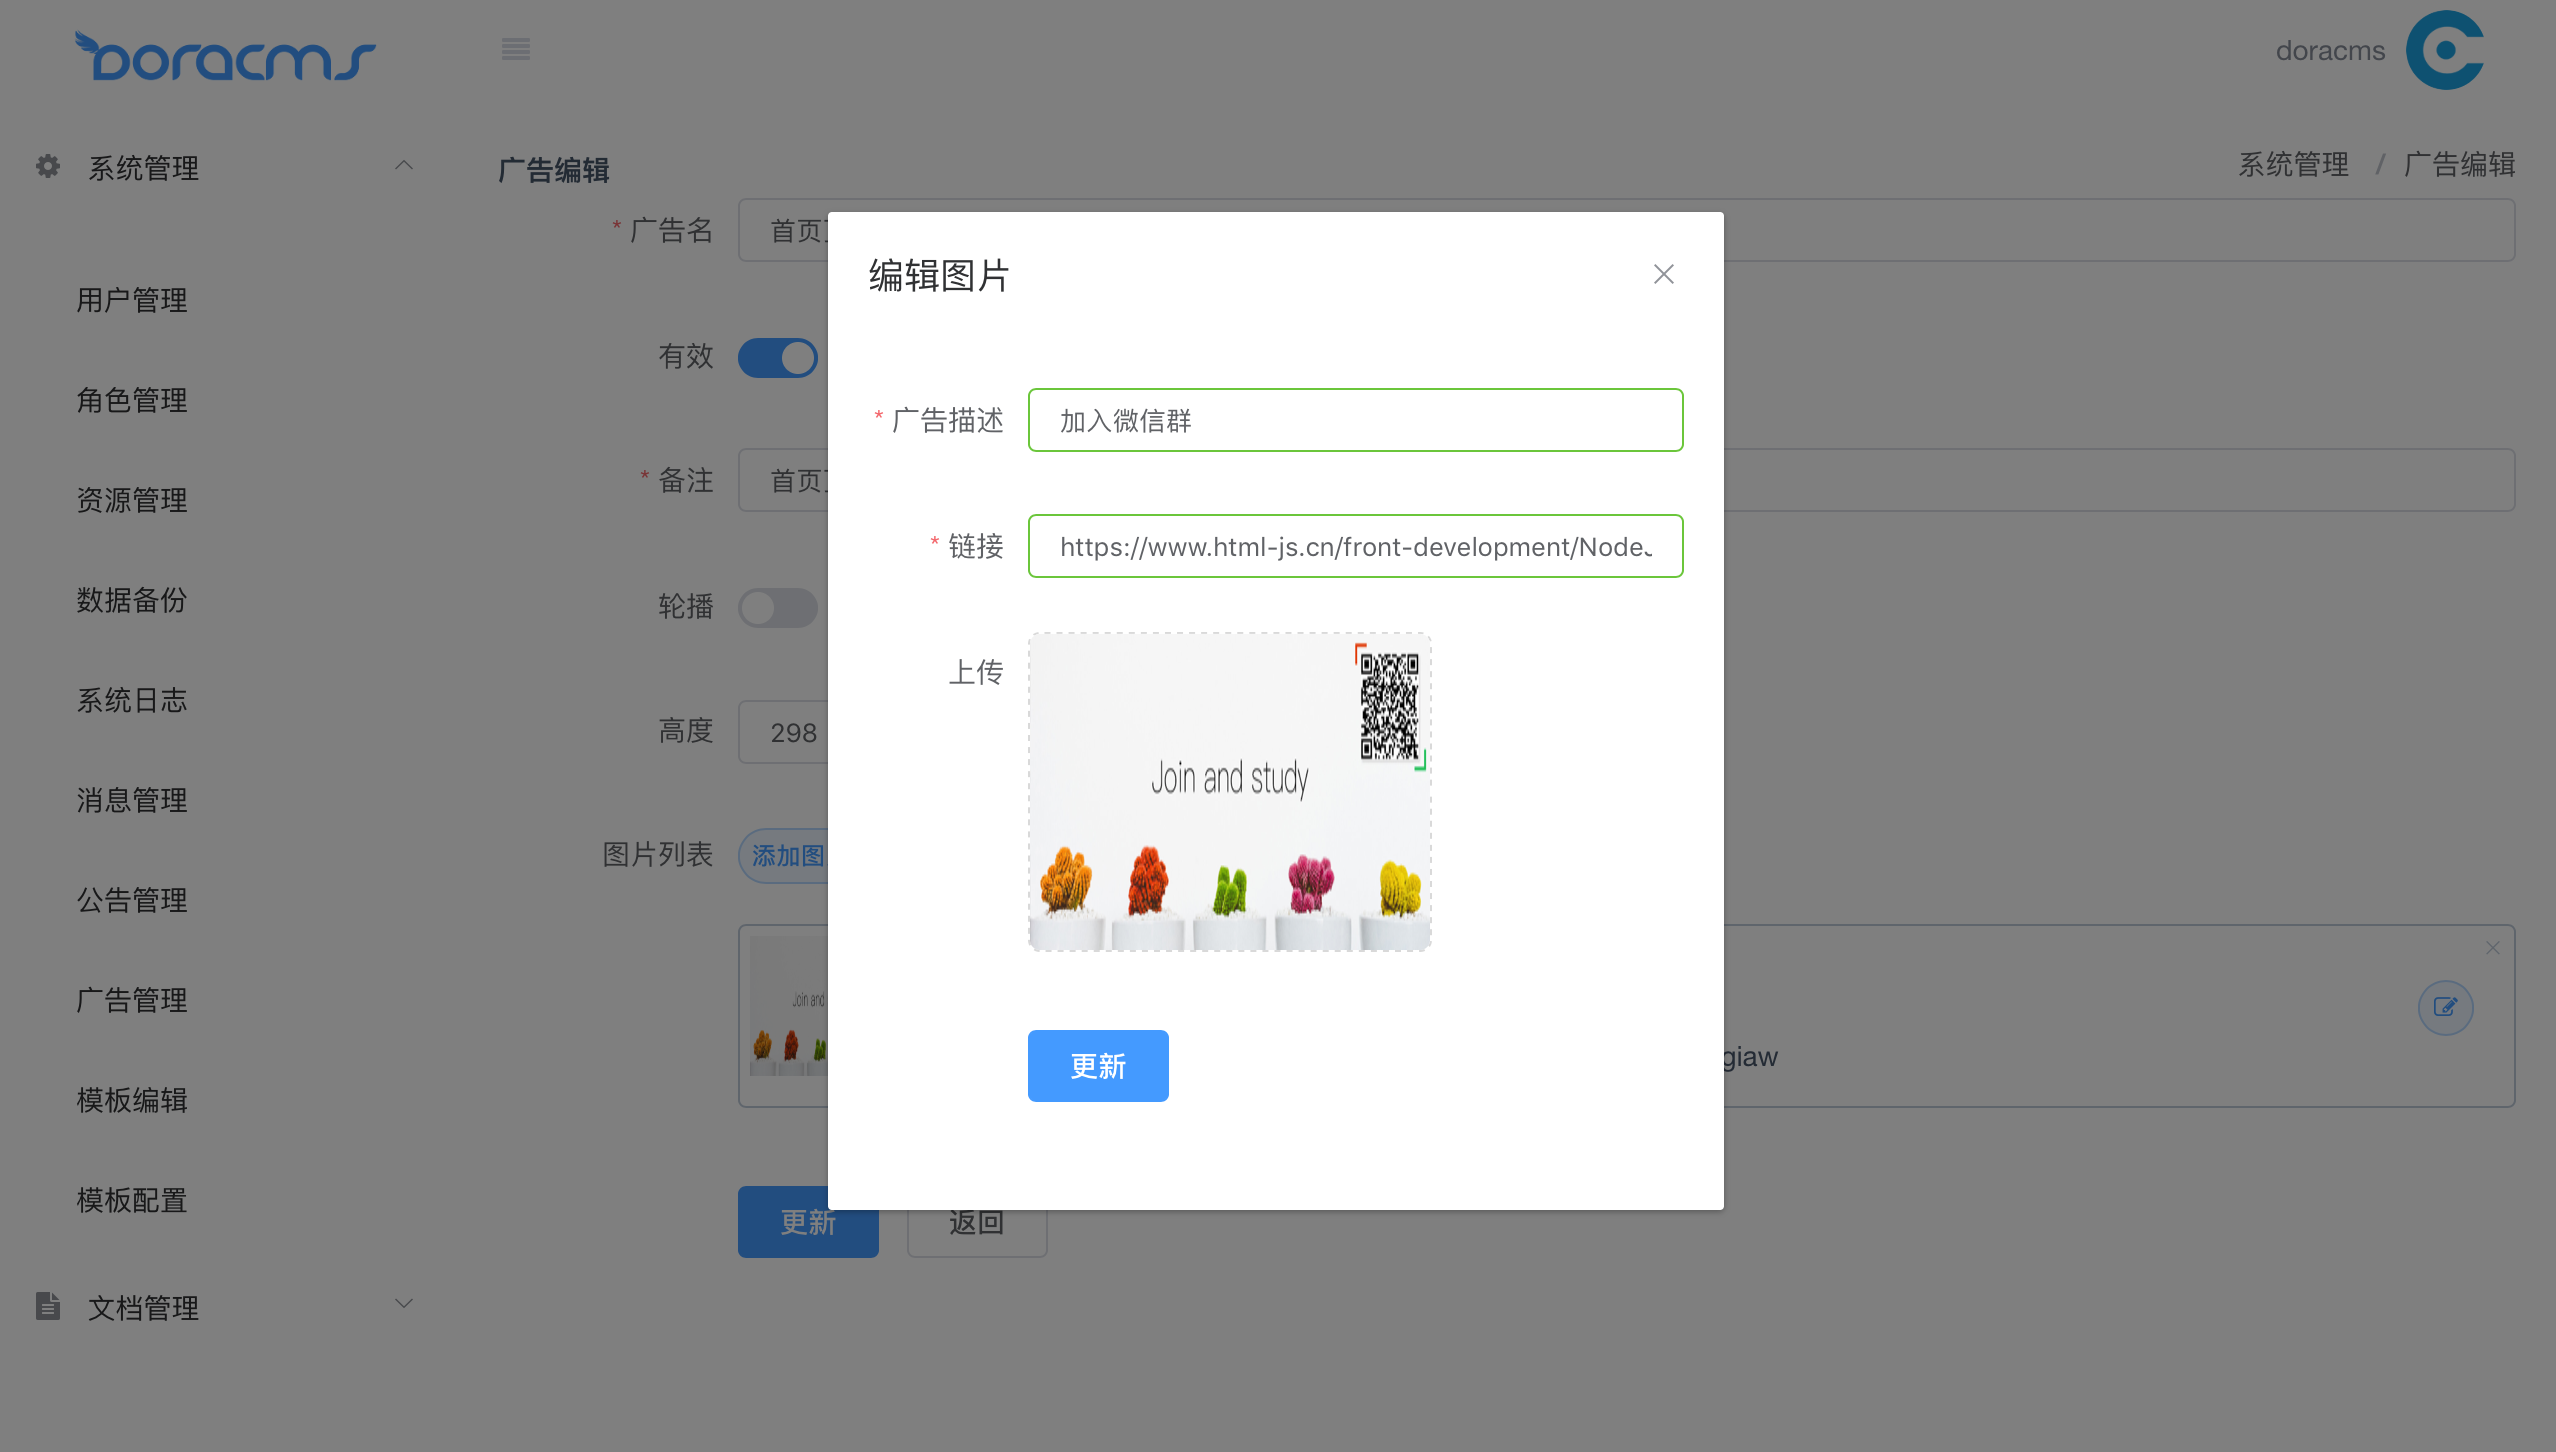 doracms
doracms
系统管理
用户管理
角色管理
资源管理
数据备份
系统日志
消息管理
公告管理
广告管理
模板编辑
模板配置
文档管理
广告编辑
系统管理 / 广告编辑
* 广告名 首页
有效
* 备注 首页
轮播
高度 298
图片列表 添加图
Join and
giaw
更新 返回
编辑图片
* 广告描述 加入微信群
* 链接 https://www.html-js.cn/front-development/Node
上传
Join and study
更新